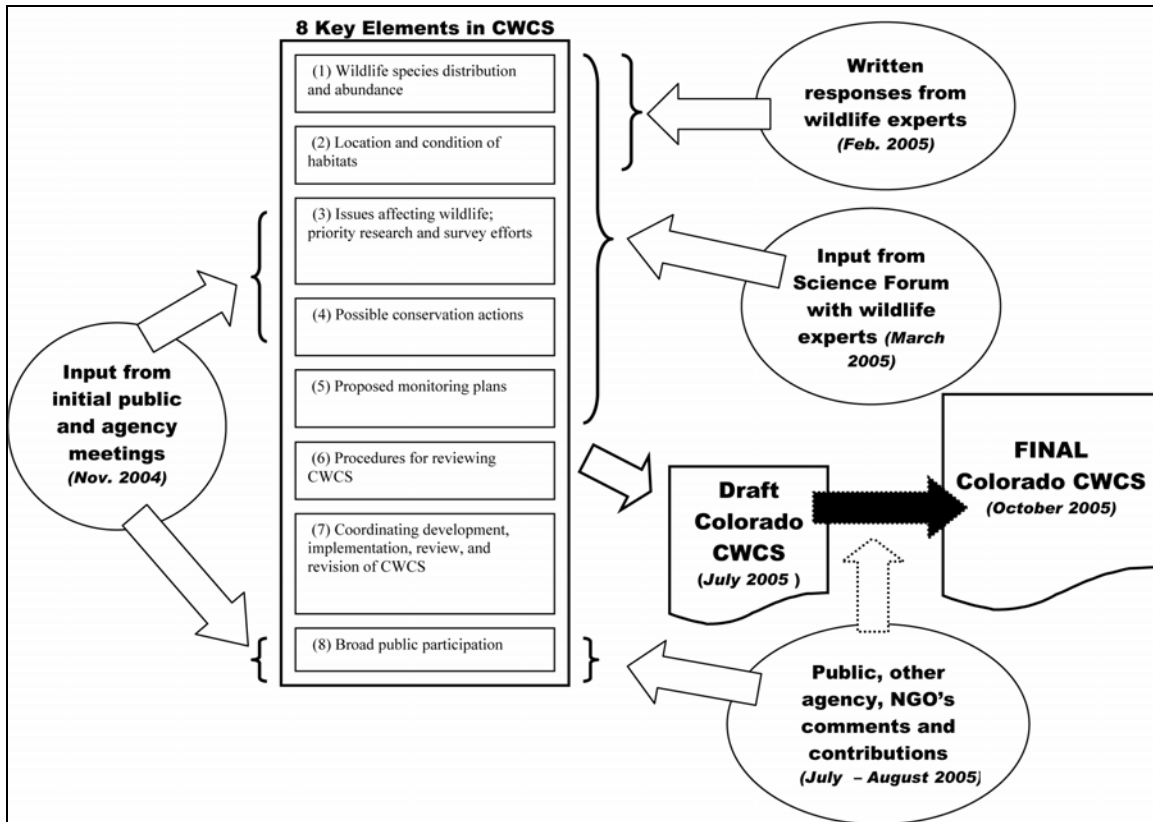 8 Key Elements in CWCS
(1) Wildlife species distribution
and abundance
(2) Location and condition of
habitats
(3) Issues affecting wildlife;
priority research and survey efforts
(4) Possible conservation actions
(5) Proposed monitoring plans
(6) Procedures for reviewing
CWCS
(7) Coordinating development,
implementation, review, and
revision of CWCS
(8) Broad public participation
Input from
initial public
and agency
meetings
(Nov. 2004)
Written
responses from
wildlife experts
(Feb. 2005)
Input from
Science Forum
with wildlife
experts (March
2005)
Draft
Colorado
CWCS
(July 2005 )
FINAL
Colorado CWCS
(October 2005)
Public, other
agency, NGO's
comments and
contributions
(July – August 2005)